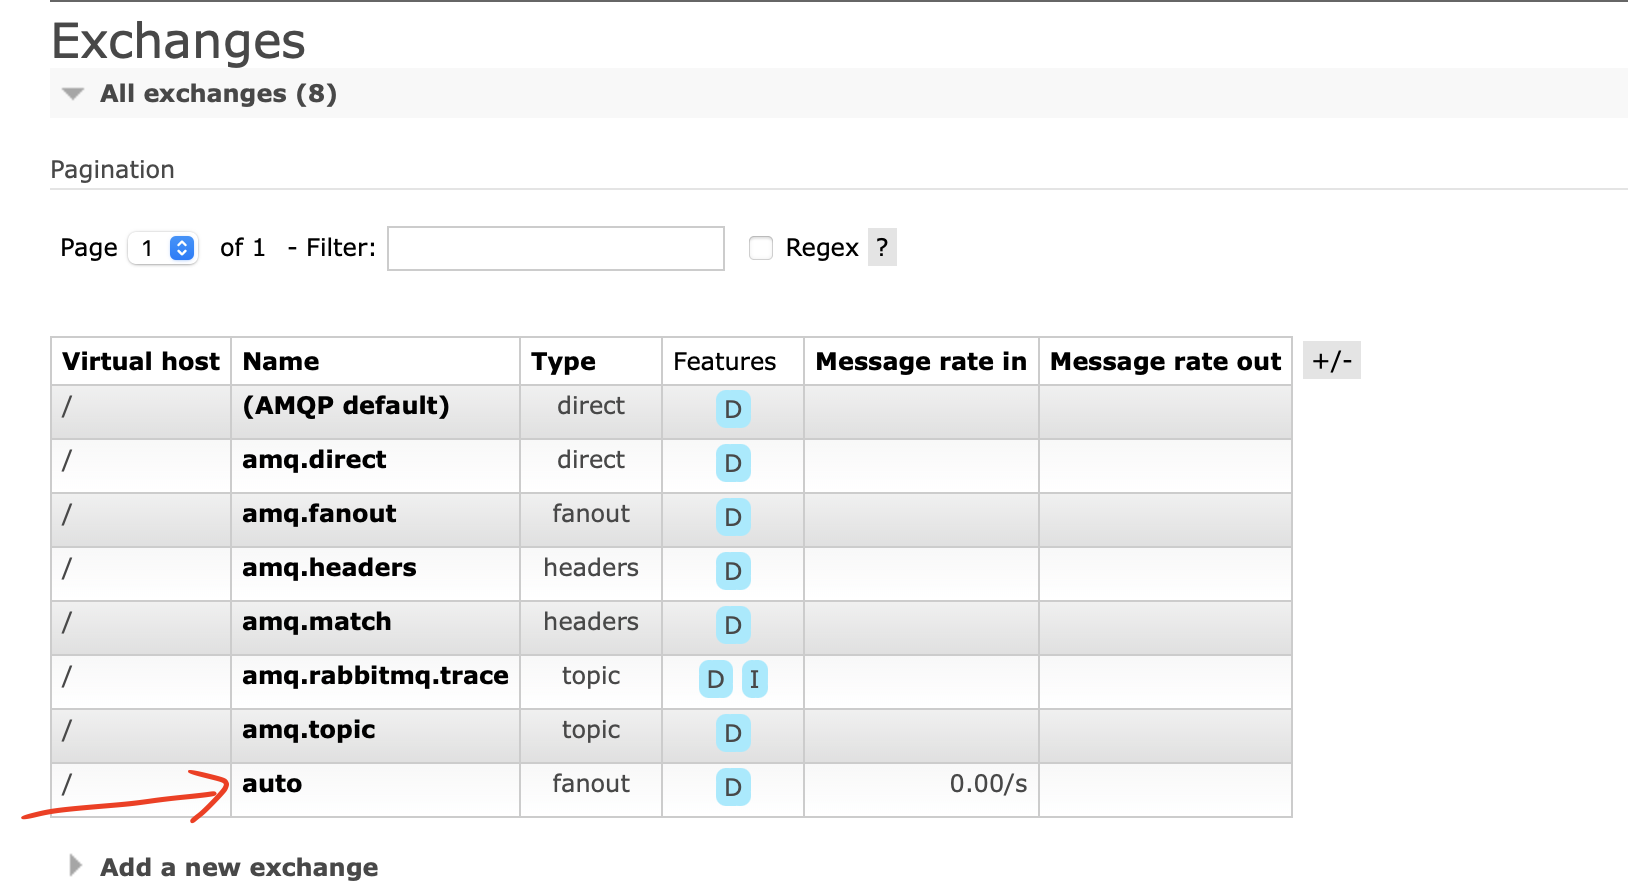 Exchanges
All exchanges (8)
Pagination
Page 1 of 1 - Filter: Regex ?
Virtual host Name Type Features Message rate in Message rate out +/-
/ (AMQP default) direct D
/ amq.direct direct D
/ amq.fanout fanout D
/ amq.headers headers D
/ amq.match headers D
/ amq.rabbitmq.trace topic D I
/ amq.topic topic D
/ auto fanout D 0.00/s
Add a new exchange